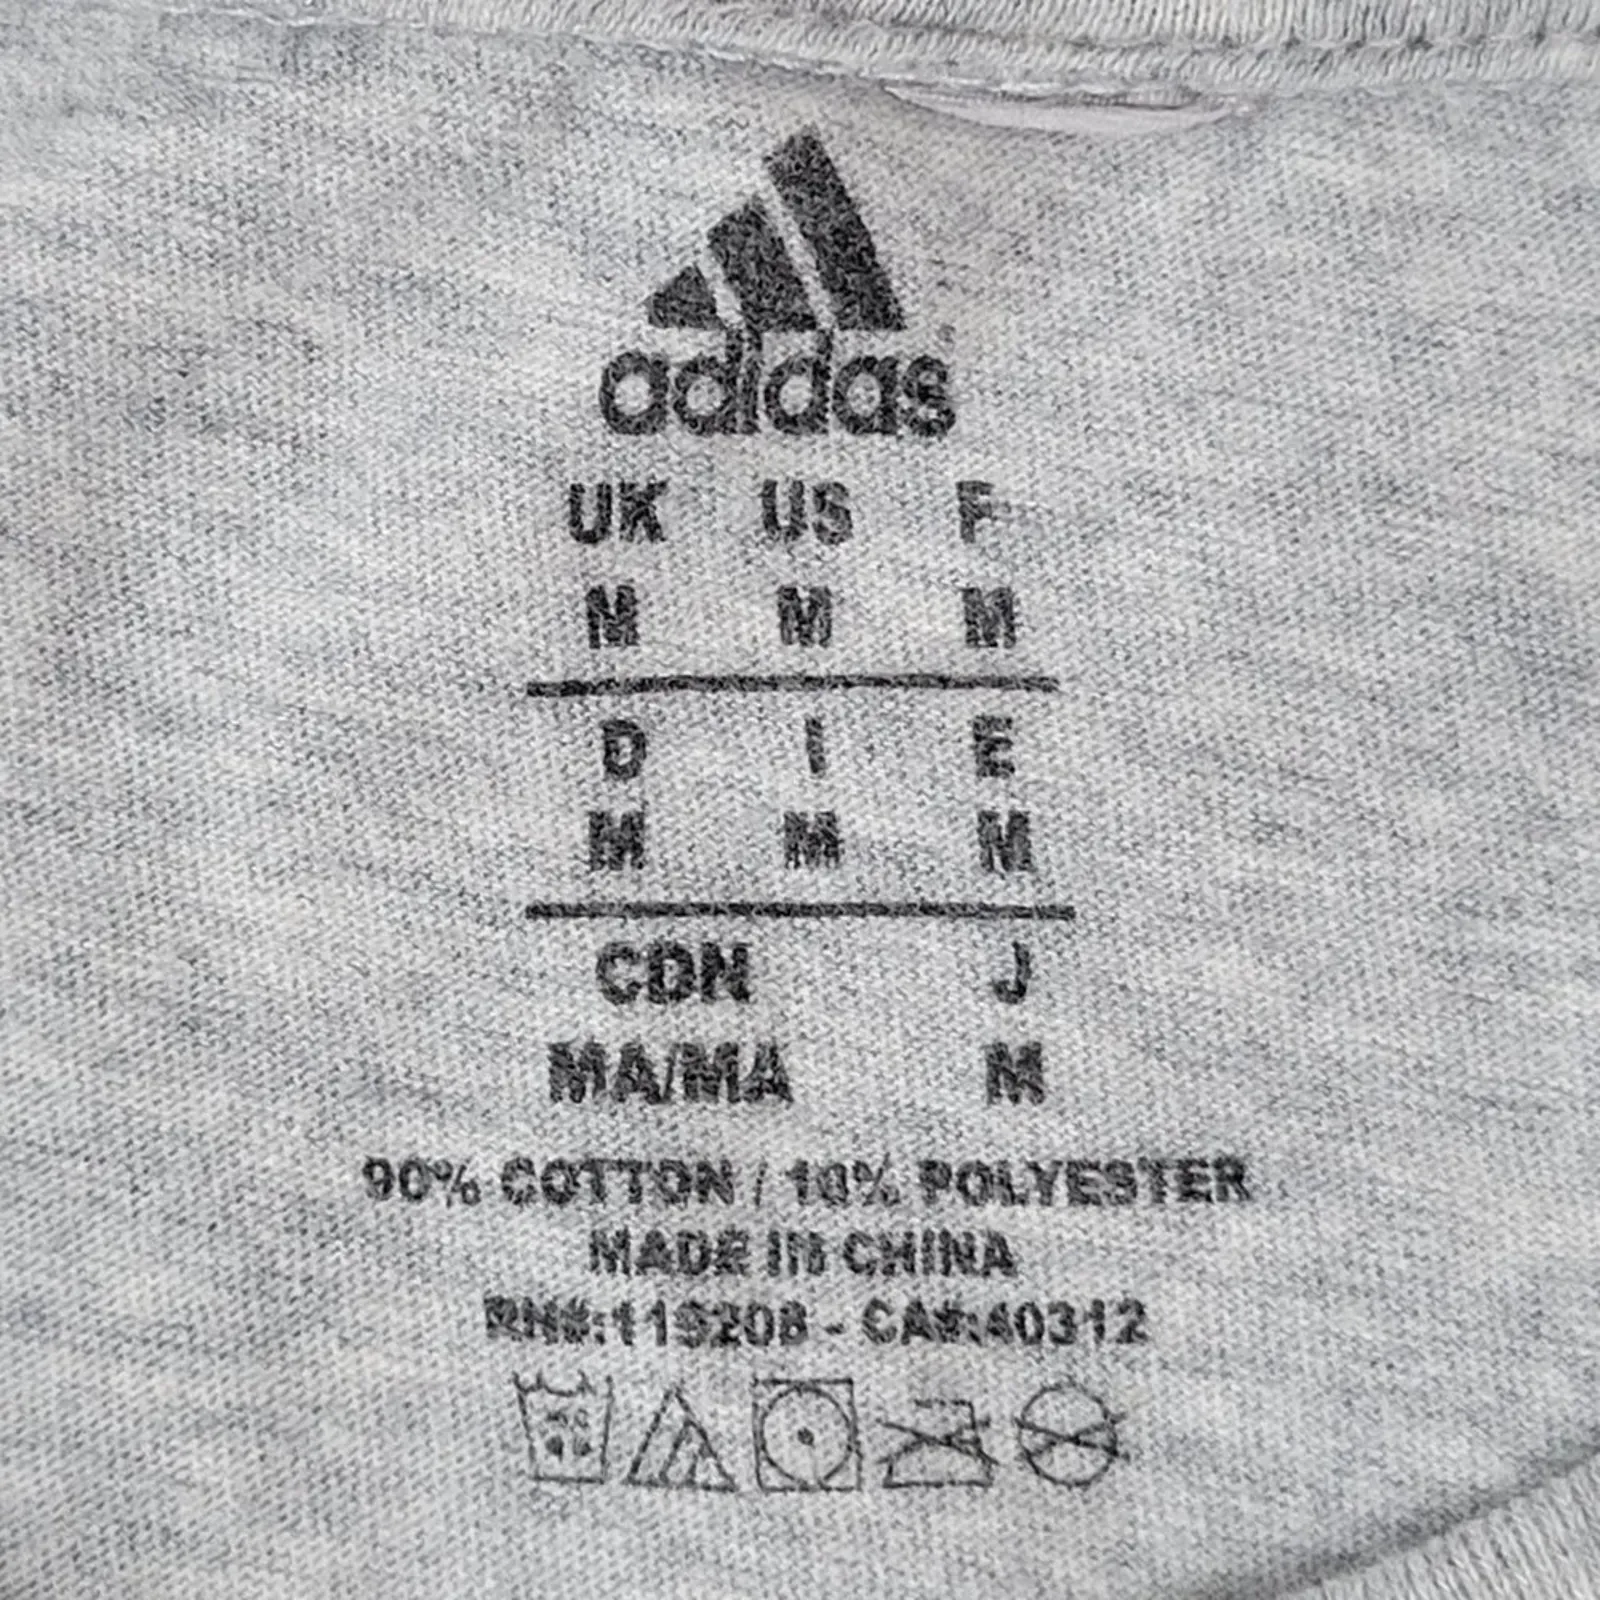 adidas
UK US F
M M M
D I E
M M M
CDN J
MA/MA M
90% COTTON / 10% POLYESTER
MADE IN CHINA
RN#:119208 - CA#:40312